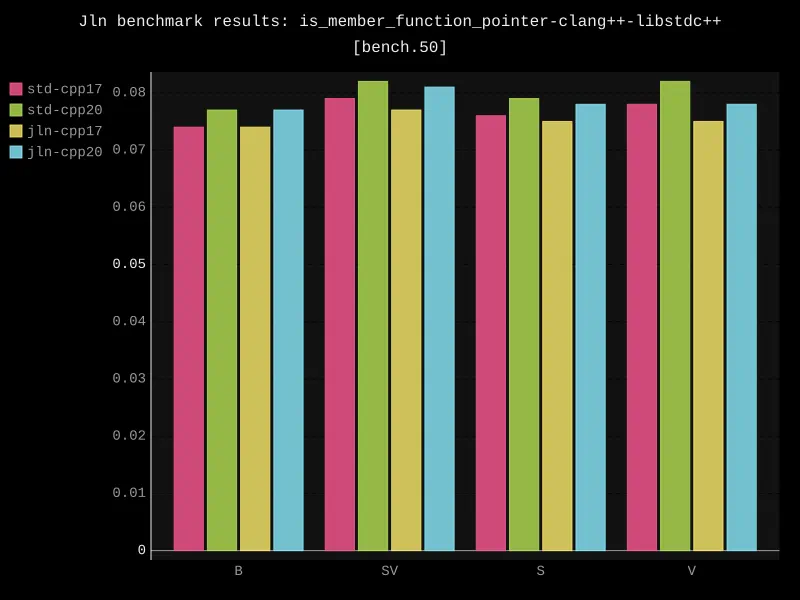 Jln benchmark results: is_member_function_pointer-clang++-libstdc++
[bench.50]
std-cpp17
std-cpp20
jln-cpp17
jln-cpp20
0.08
0.07
0.06
0.05
0.04
0.03
0.02
0.01
0
B SV S V